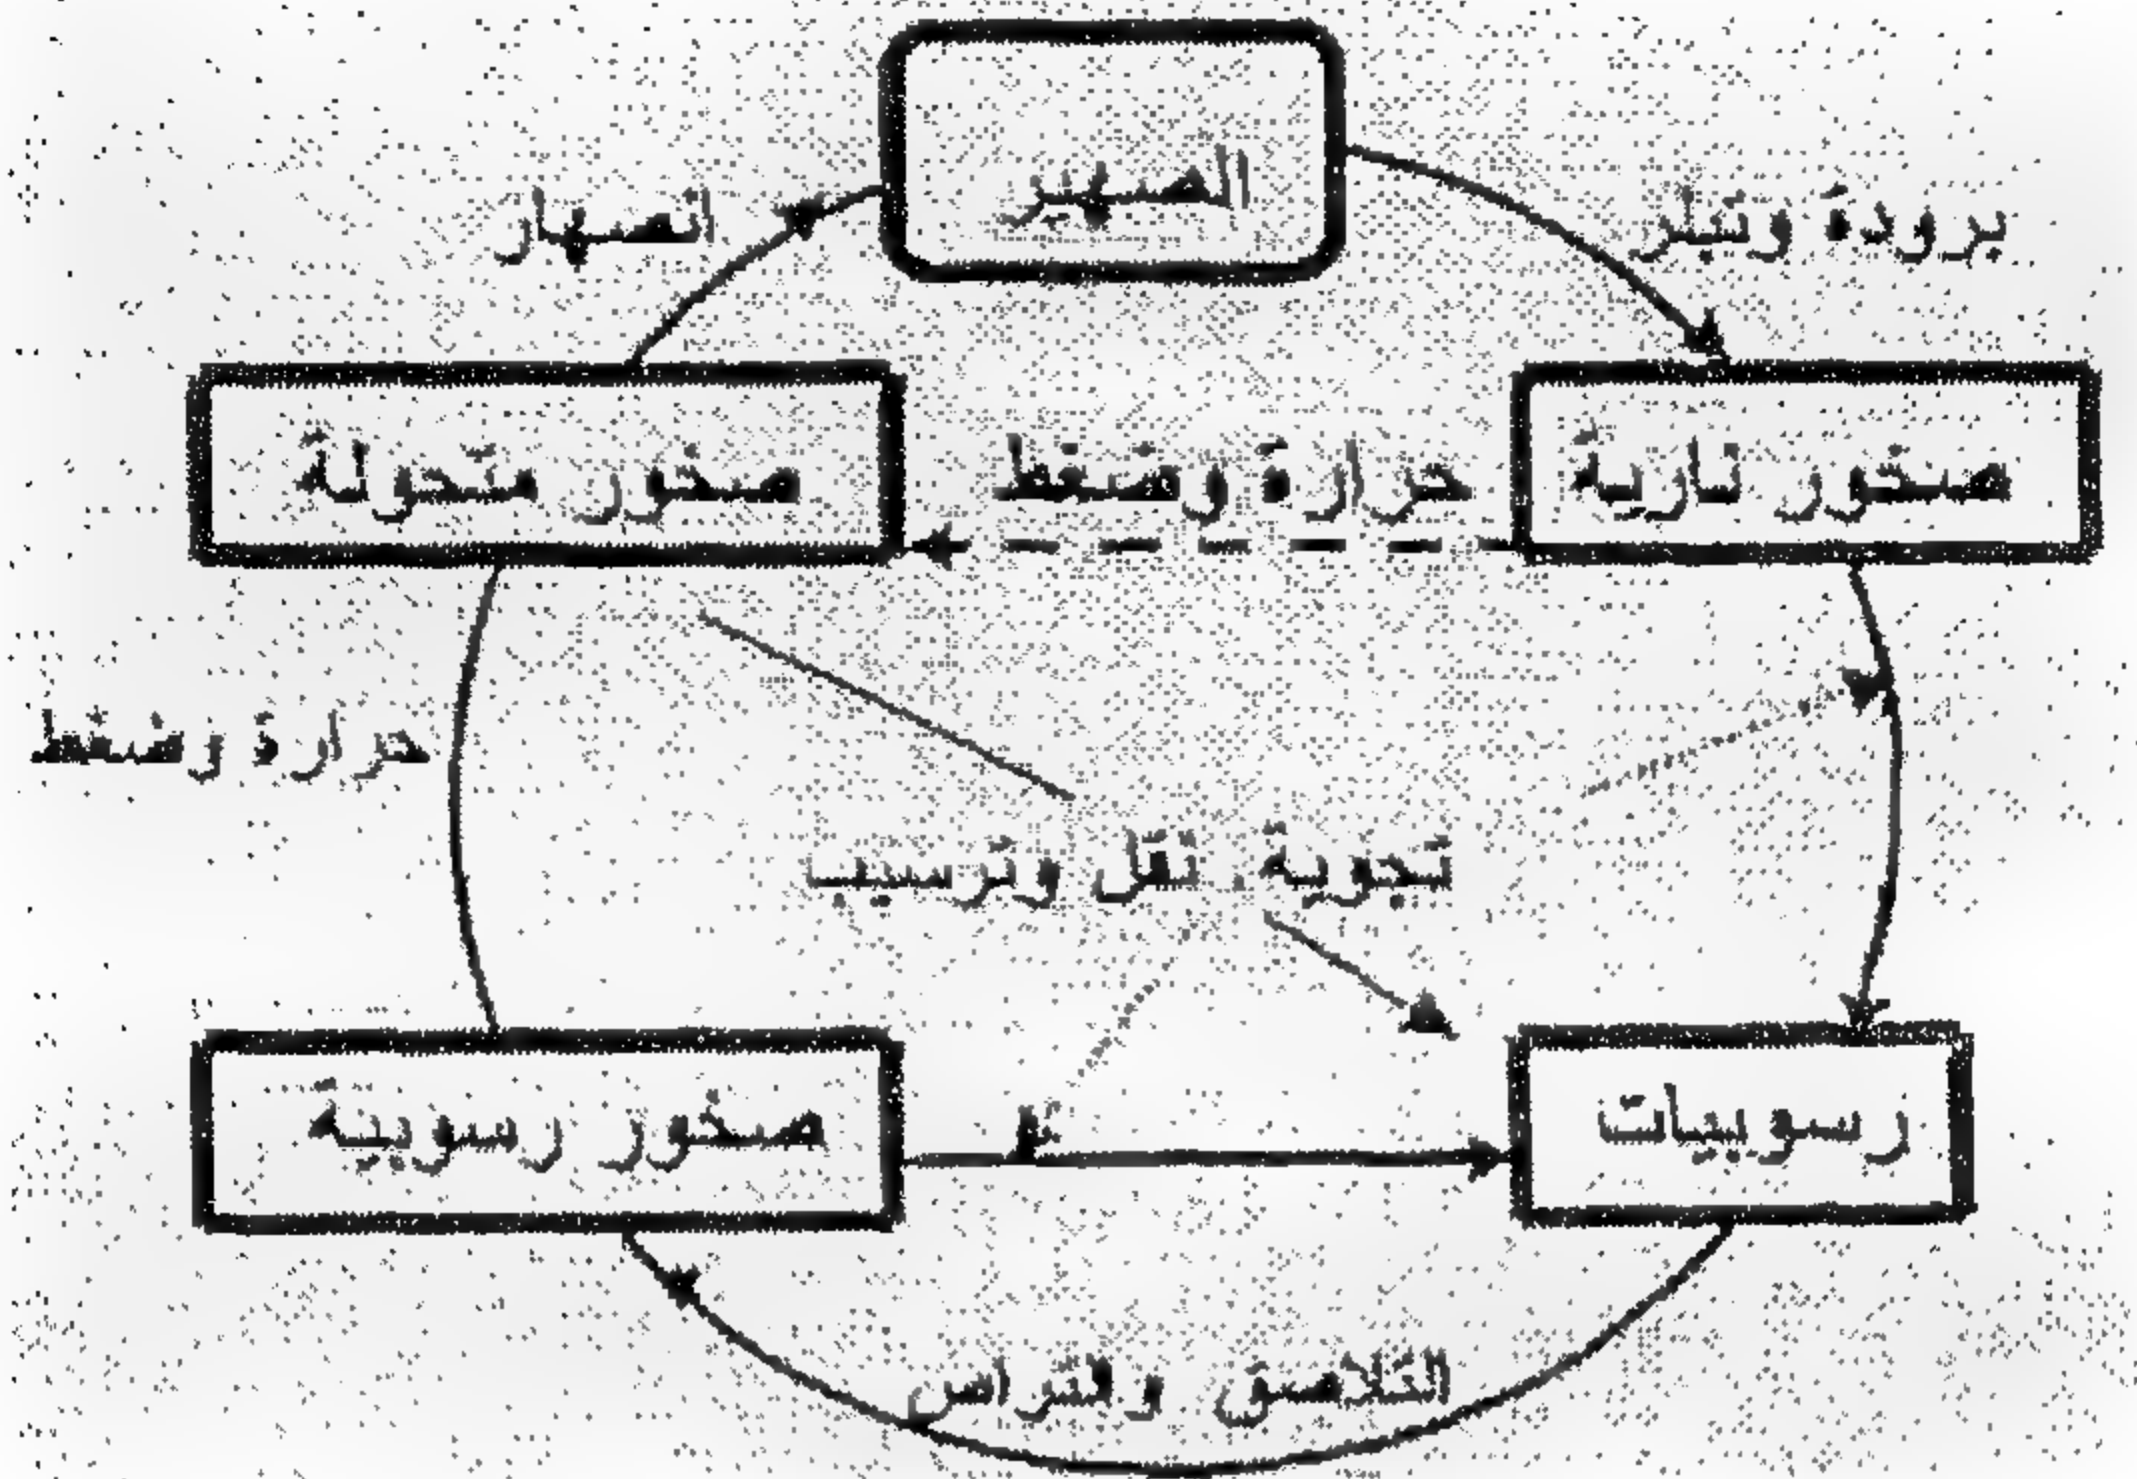 الصهير
برودة وتبلر
انصهار
صخور نارية
حرارة وضغط
صخور متحولة
حرارة وضغط
تجوية. نقل وترسيب
رسوبيات
صخور رسوبية
التلاصق والتراص